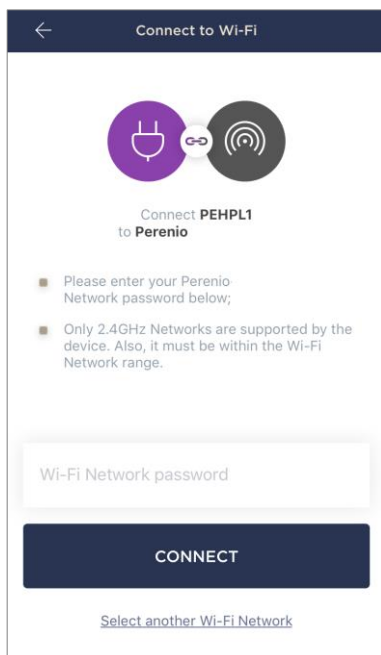 Connect to Wi-Fi
Connect PEHPL1
to Perenio
Please enter your Perenio
Network password below;
Only 2.4GHz Networks are supported by the
device. Also, it must be within the Wi-Fi
Network range.
Wi-Fi Network password
CONNECT
Select another Wi-Fi Network